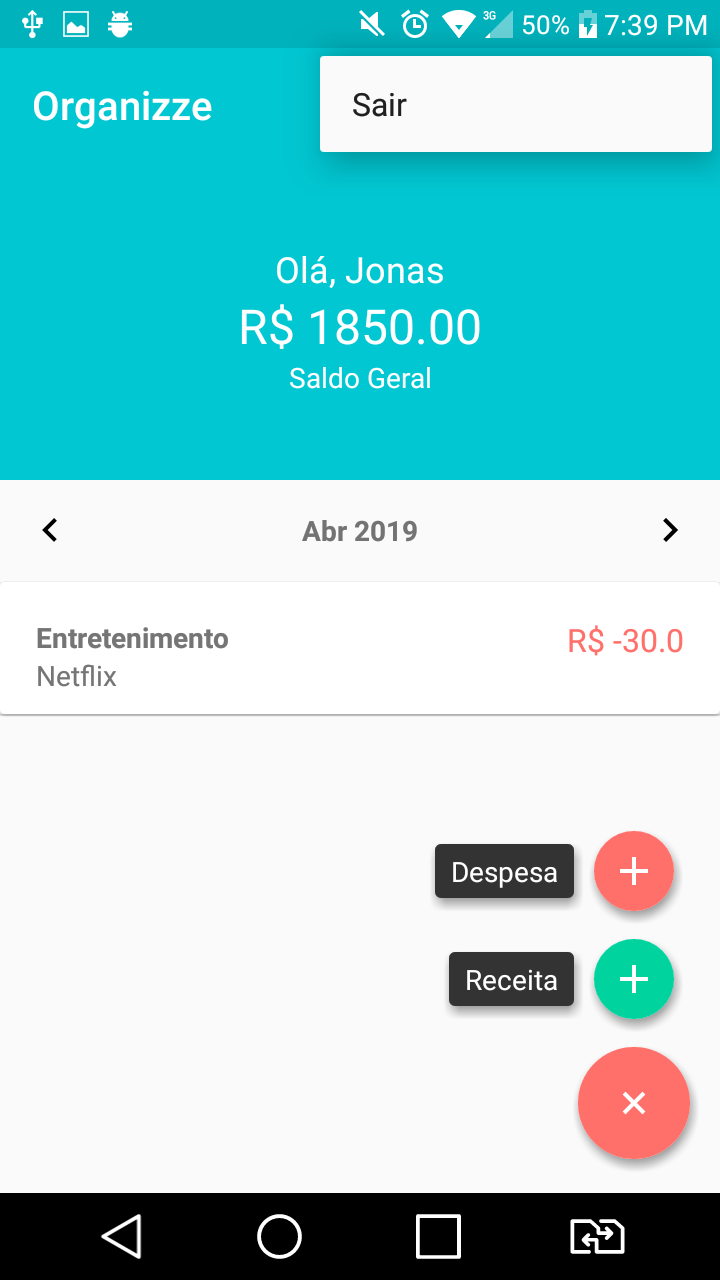 3G 50% 7:39 PM
Organizze
Sair
Olá, Jonas
R$ 1850.00
Saldo Geral
Abr 2019
Entretenimento
R$ -30.0
Netflix
Despesa
Receita